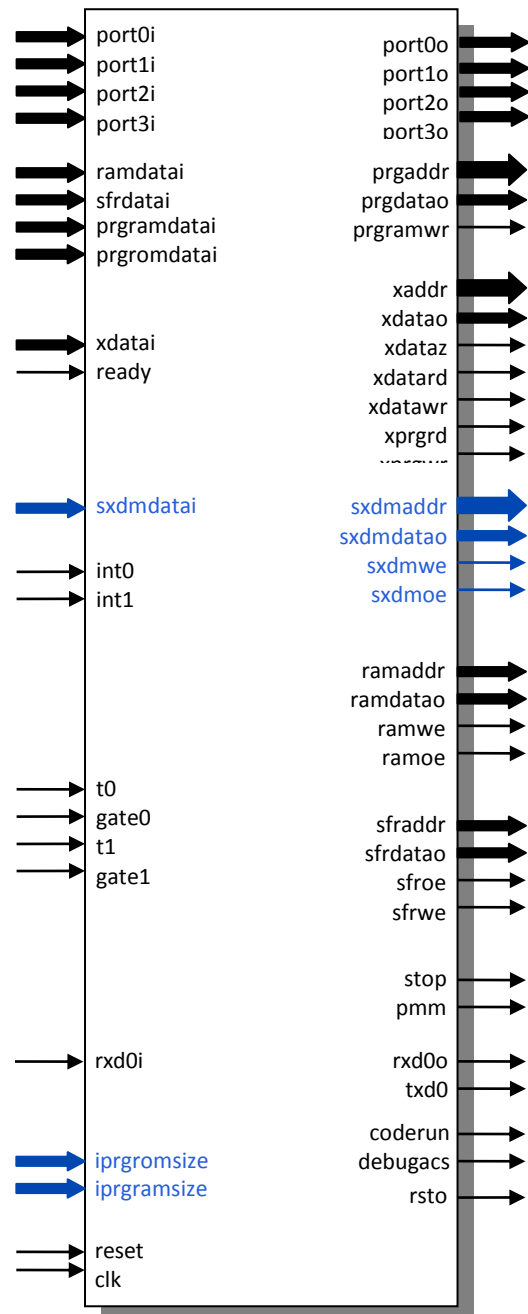 port0i
port1i
port2i
port3i
ramdatai
sfrdatai
prgramdatai
prgromdatai
xdatai
ready
sxdmdatai
int0
int1
t0
gate0
t1
gate1
rxd0i
iprgromsize
iprgramsize
reset
clk
port0o
port1o
port2o
port3o
prgaddr
prgdatao
prgramwr
xaddr
xdatao
xdataz
xdatard
xdatawr
xprgrd
xprgwr
sxdmaddr
sxdmdatao
sxdmwe
sxdmoe
ramaddr
ramdatao
ramwe
ramoe
sfraddr
sfrdatao
sfroe
sfrwe
stop
pmm
rxd0o
txd0
coderun
debugacs
rsto